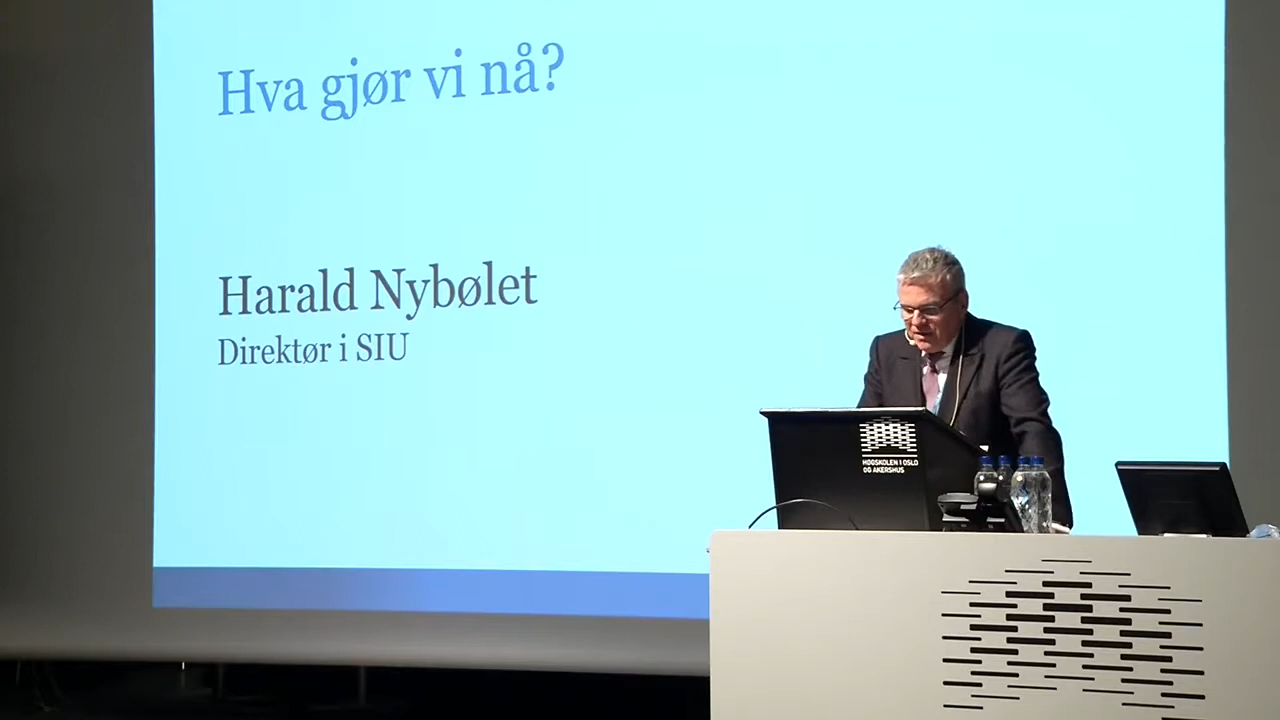 Hva gjør vi nå?
Harald Nybølet
Direktør i SIU
HØGSKOLEN I OSLO
OG AKERSHUS